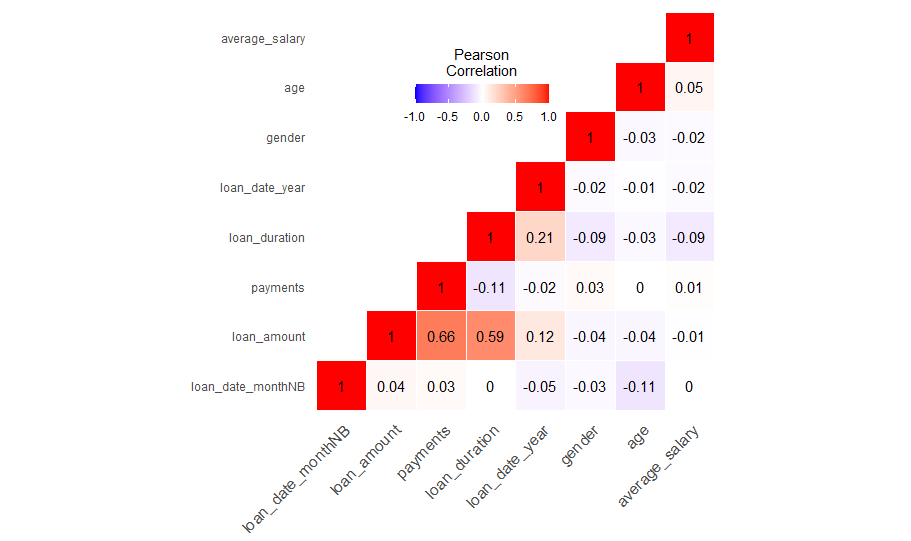 average_salary
1
Pearson
Correlation
-1.0 -0.5 0.0 0.5 1.0
age
1 0.05
gender
1 -0.03 -0.02
loan_date_year
1 -0.02 -0.01 -0.02
loan_duration
1 0.21 -0.09 -0.03 -0.09
payments
1 -0.11 -0.02 0.03 0 0.01
loan_amount
1 0.66 0.59 0.12 -0.04 -0.04 -0.01
loan_date_monthNB
1 0.04 0.03 0 -0.05 -0.03 -0.11 0
loan_date_monthNB
loan_amount
payments
loan_duration
loan_date_year
gender
age
average_salary